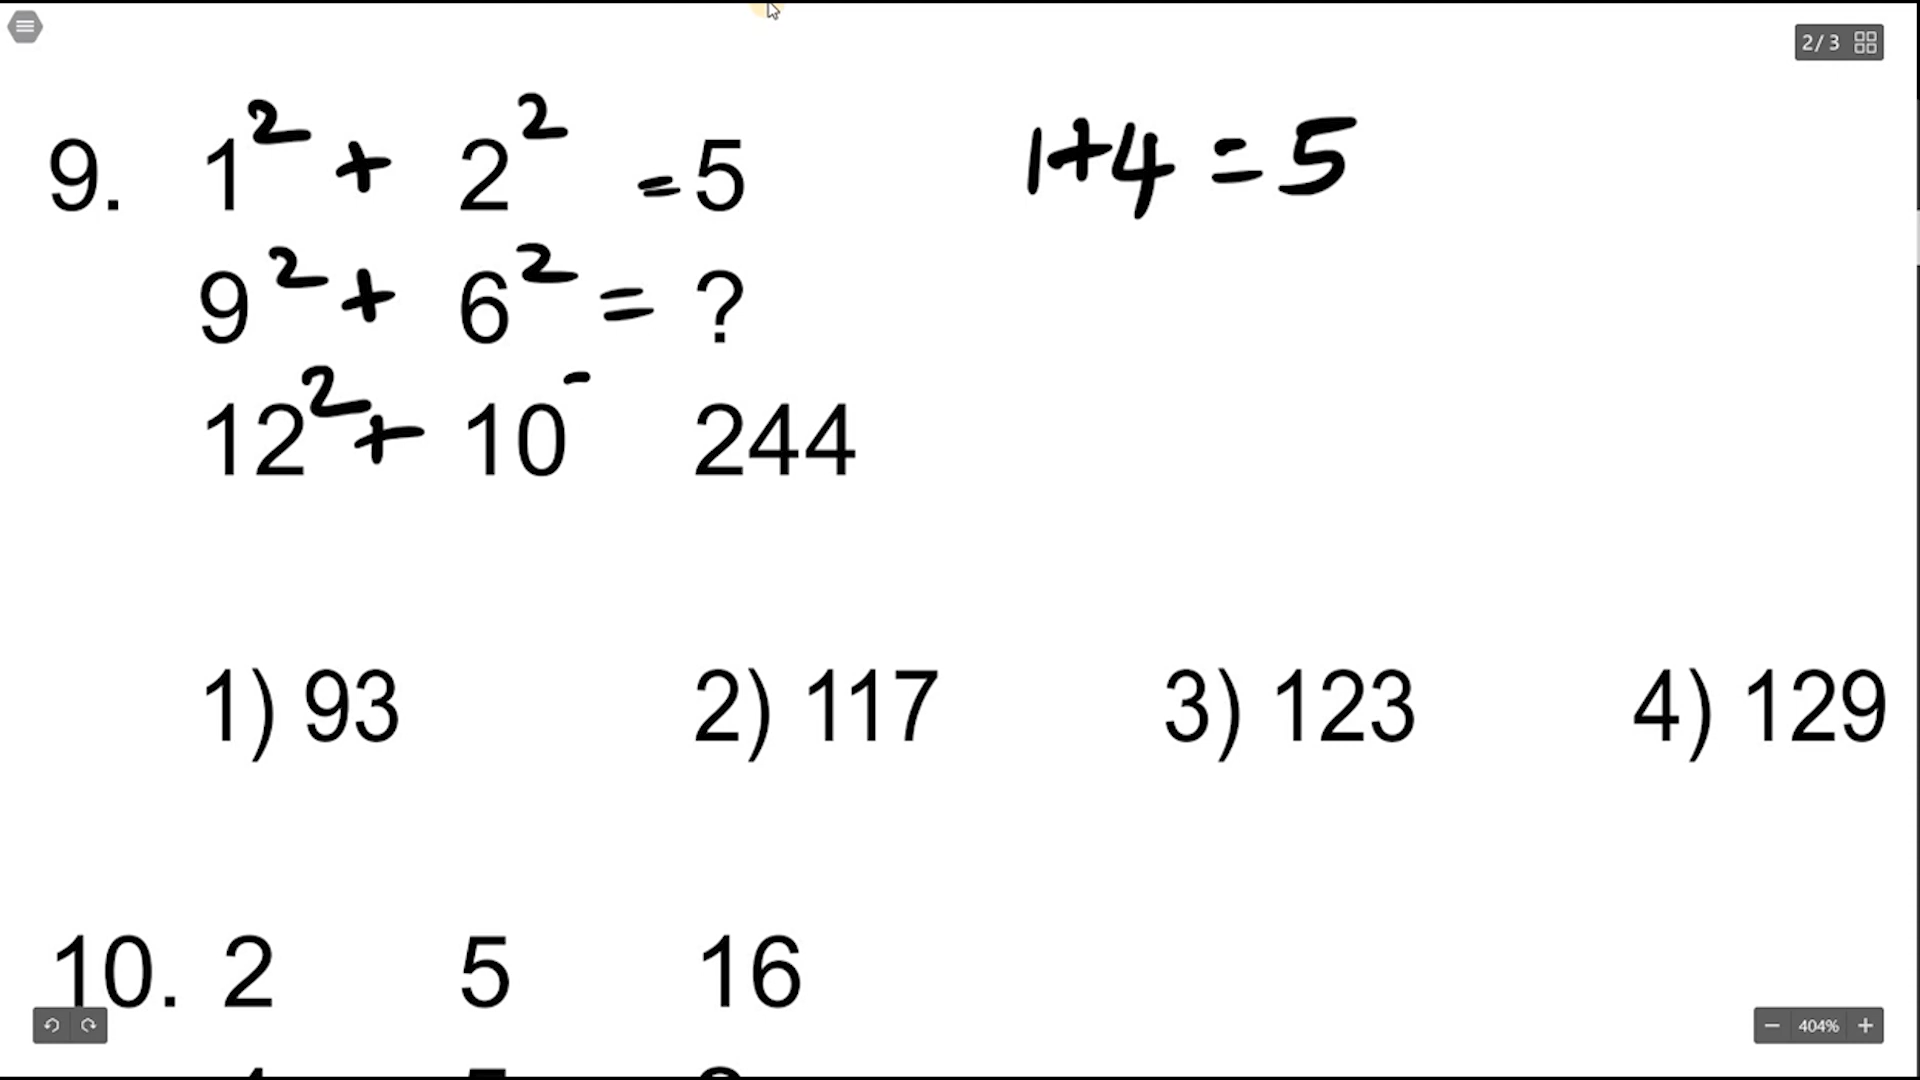 2/3
9. 1² + 2² = 5 1+4 = 5
9² + 6² = ?
12² + 10⁻ 244
1) 93 2) 117 3) 123 4) 129
10. 2 5 16
404%